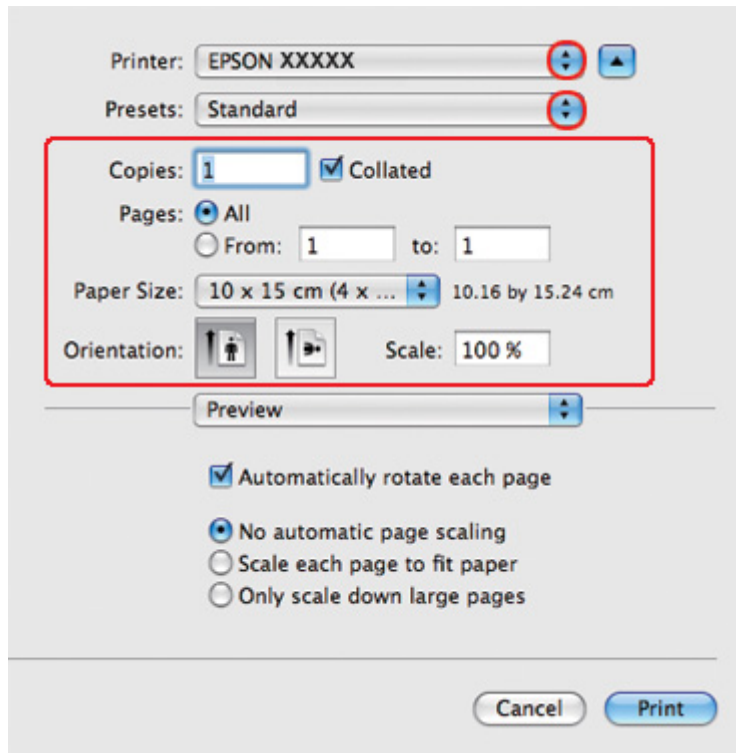 Printer: EPSON XXXXX
Presets: Standard
Copies: 1 Collated
Pages: All
From: 1 to: 1
Paper Size: 10 x 15 cm (4 x ... 10.16 by 15.24 cm
Orientation: Scale: 100 %
Preview
Automatically rotate each page
No automatic page scaling
Scale each page to fit paper
Only scale down large pages
Cancel Print